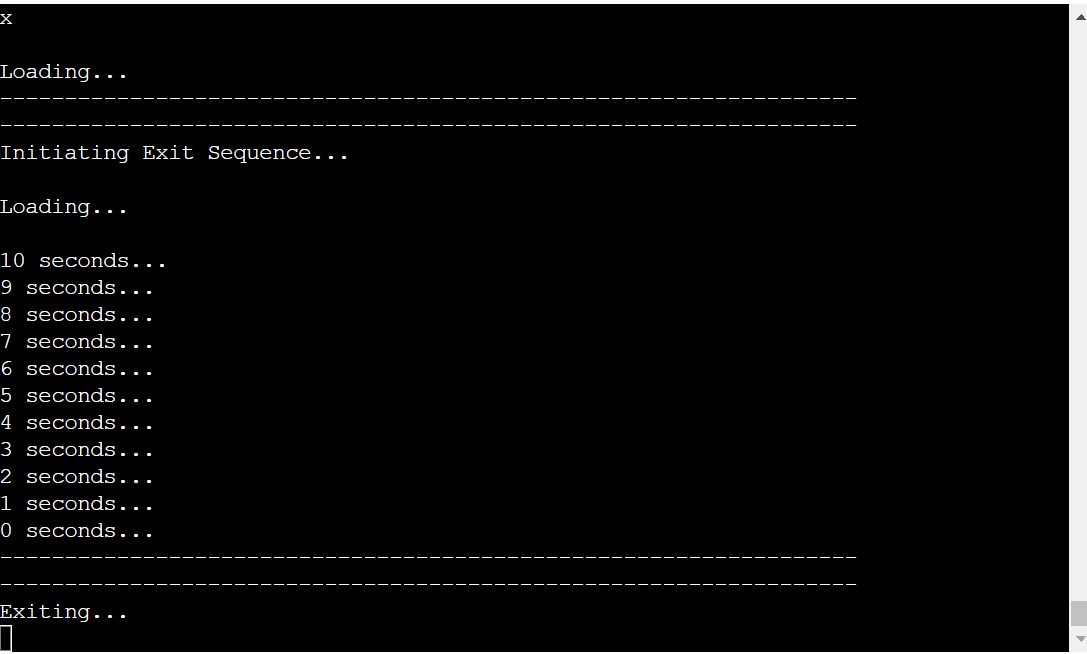 x
Loading...
------------------------------------------------------------------
------------------------------------------------------------------
Initiating Exit Sequence...
Loading...
10 seconds...
9 seconds...
8 seconds...
7 seconds...
6 seconds...
5 seconds...
4 seconds...
3 seconds...
2 seconds...
1 seconds...
0 seconds...
------------------------------------------------------------------
------------------------------------------------------------------
Exiting...